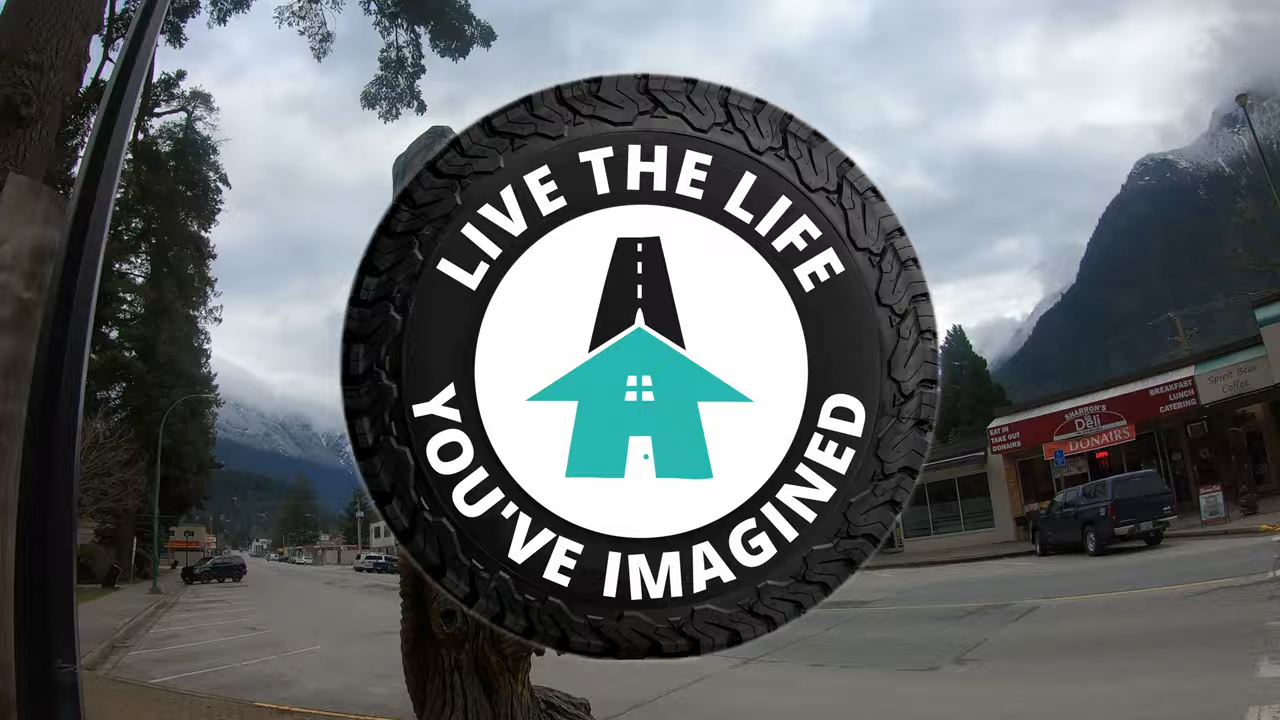 LIVE THE LIFE
YOU'VE IMAGINED
EAT IN
TAKE OUT
DONAIRS
SHARRON'S
Deli
DONAIRS
BREAKFAST
LUNCH
CATERING
Spirit Bear
Coffee
OPEN